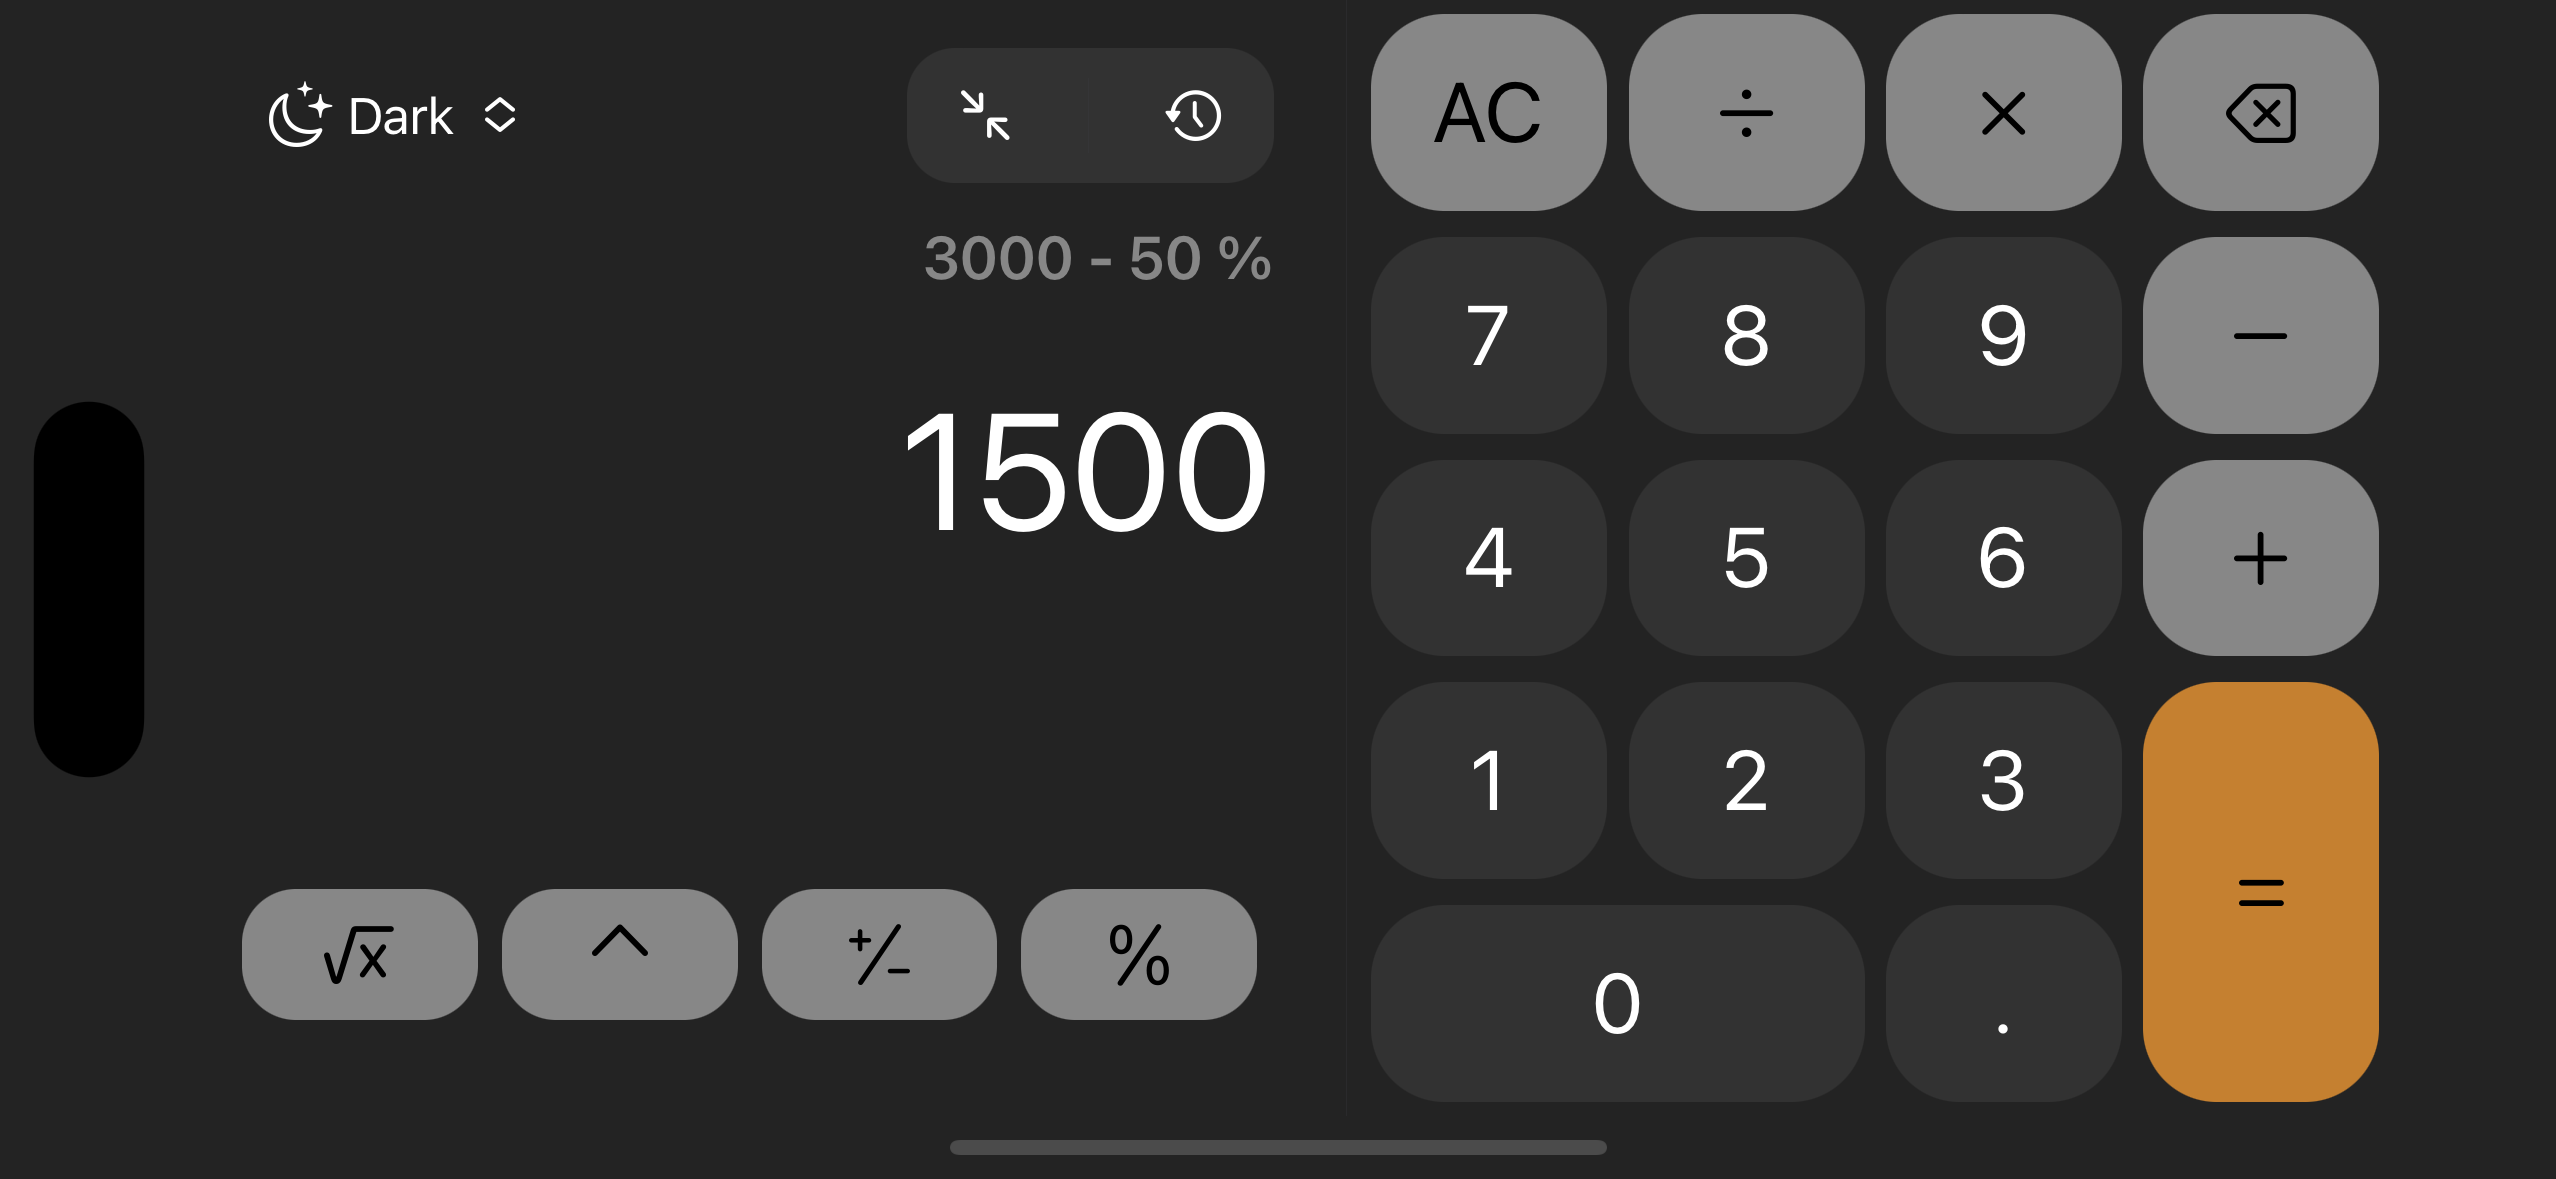 Dark
3000 - 50 %
1500
√x ^ +/- %
AC ÷ × 
7 8 9 −
4 5 6 +
1 2 3
0 . =